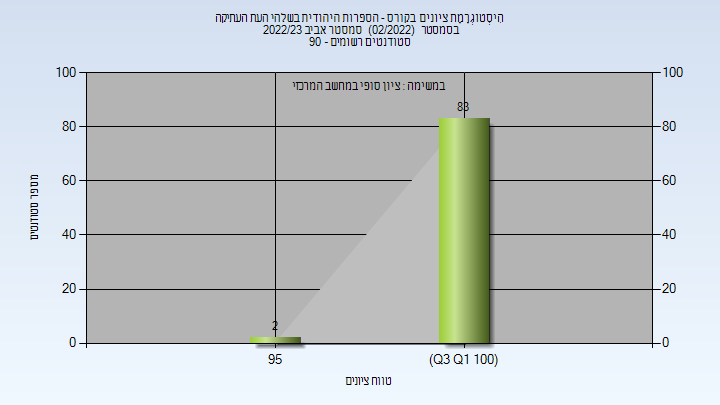 היסטוגרמת ציונים בקורס - הספרות היהודית בשלהי העת העתיקה
בסמסטר (02/2022) סמסטר אביב 2022/23
סטודנטים רשומים - 90
במשימה : ציון סופי במחשב המרכזי
100 100
83
80 80
60 60
מספר סטודנטים
40 40
20 20
2
0 0
95 (Q3 Q1 100)
טווח ציונים